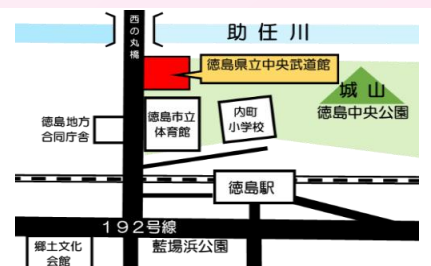 西の丸橋
助任川
徳島県立中央武道館
城山
徳島中央公園
徳島地方
合同庁舎
徳島市立
体育館
内町
小学校
徳島駅
192号線
郷土文化
会館
藍場浜公園